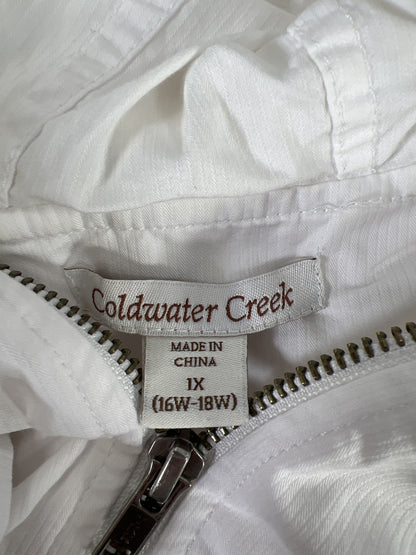 Coldwater Creek
MADE IN
CHINA
1X
(16W-18W)